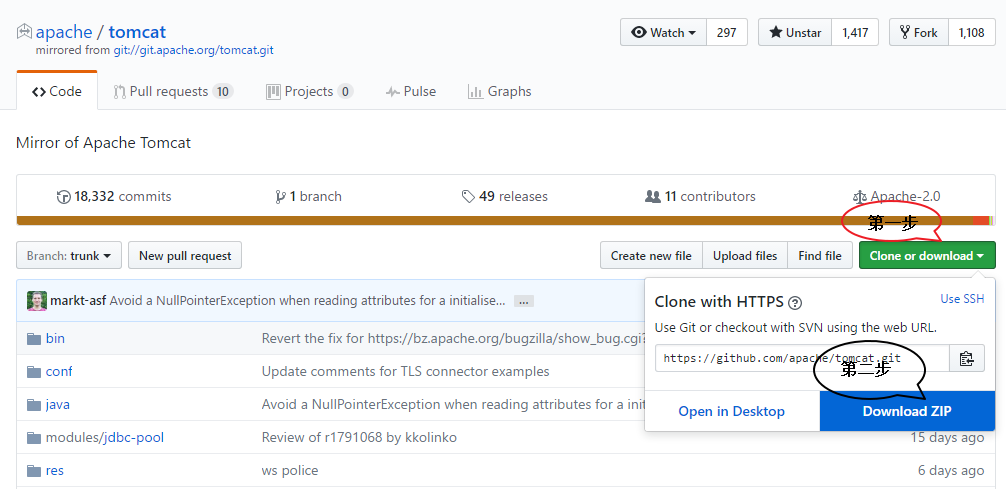 apache / tomcat
mirrored from git://git.apache.org/tomcat.git
Watch 297 Unstar 1,417 Fork 1,108
Code Pull requests 10 Projects 0 Pulse Graphs
Mirror of Apache Tomcat
18,332 commits 1 branch 49 releases 11 contributors Apache-2.0
第一步
Branch: trunk New pull request Create new file Upload files Find file Clone or download
markt-asf Avoid a NullPointerException when reading attributes for a initialise... ...
Clone with HTTPS ? Use SSH
Use Git or checkout with SVN using the web URL.
https://github.com/apache/tomcat.git
第二步
Open in Desktop Download ZIP
bin Revert the fix for https://bz.apache.org/bugzilla/show_bug.cgi?
conf Update comments for TLS connector examples
java Avoid a NullPointerException when reading attributes for a init
modules/jdbc-pool Review of r1791068 by kkolinko 15 days ago
res ws police 6 days ago